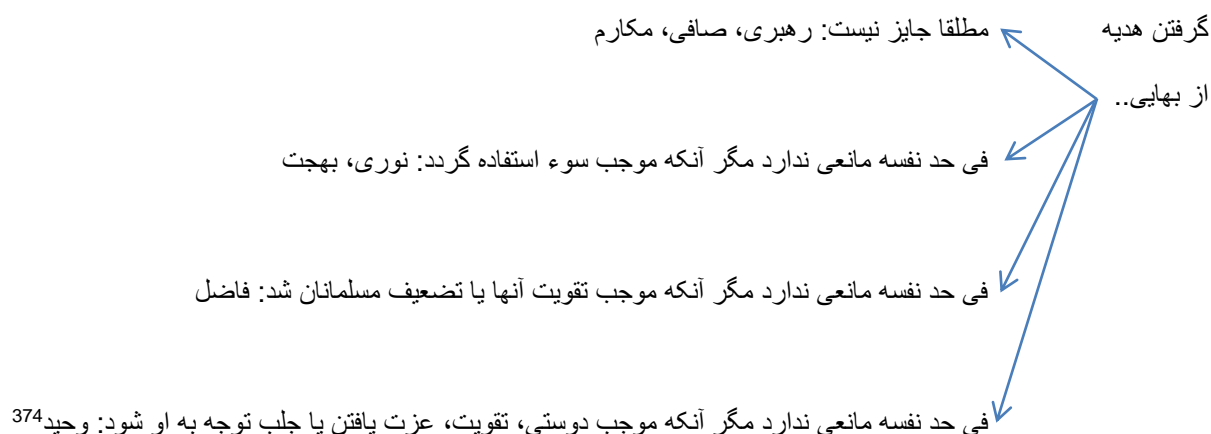 گرفتن هدیه
مطلقا جایز نیست: رهبری، صافی، مکارم
از بهایی..
فی حد نفسه مانعی ندارد مگر آنکه موجب سوء استفاده گردد: نوری، بهجت
فی حد نفسه مانعی ندارد مگر آنکه موجب تقویت آنها یا تضعیف مسلمانان شد: فاضل
فی حد نفسه مانعی ندارد مگر آنکه موجب دوستی، تقویت، عزت یافتن یا جلب توجه به او شود: وحید374